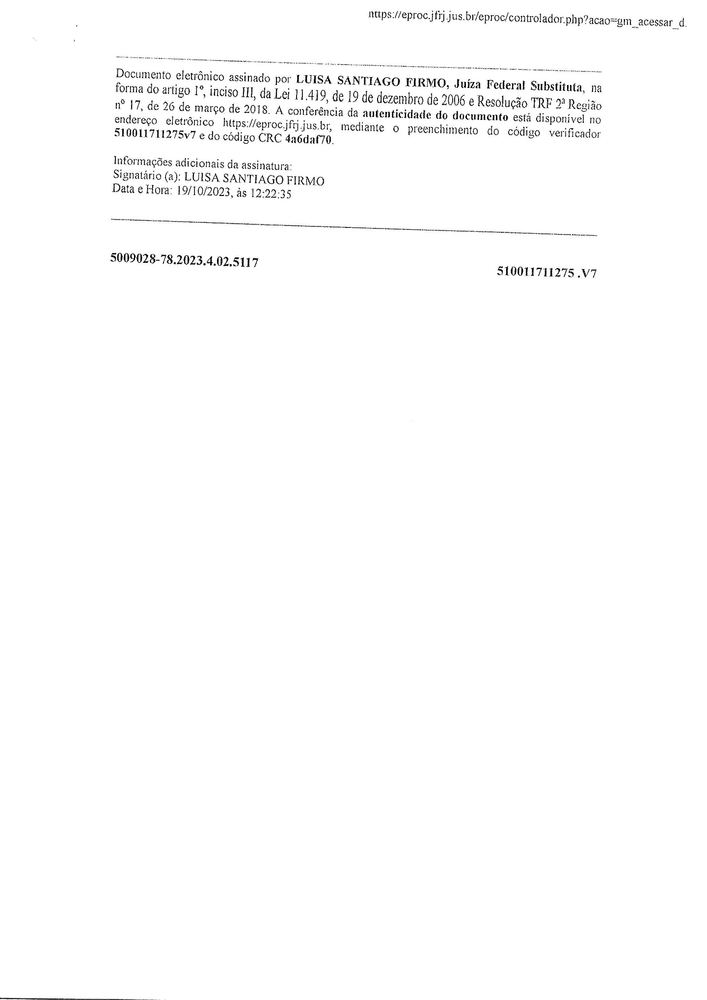 https://eproc.jfrj.jus.br/eproc/controlador.php?acao=gm_acessar_d.
Documento eletrônico assinado por LUISA SANTIAGO FIRMO, Juíza Federal Substituta, na
forma do artigo 1º, inciso III, da Lei 11.419, de 19 de dezembro de 2006 e Resolução TRF 2ª Região
nº 17, de 26 de março de 2018. A conferência da autenticidade do documento está disponível no
endereço eletrônico https://eproc.jfrj.jus.br, mediante o preenchimento do código verificador
510011711275v7 e do código CRC 4a6daf70.
Informações adicionais da assinatura:
Signatário (a): LUISA SANTIAGO FIRMO
Data e Hora: 19/10/2023, às 12:22:35
5009028-78.2023.4.02.5117
510011711275 .V7